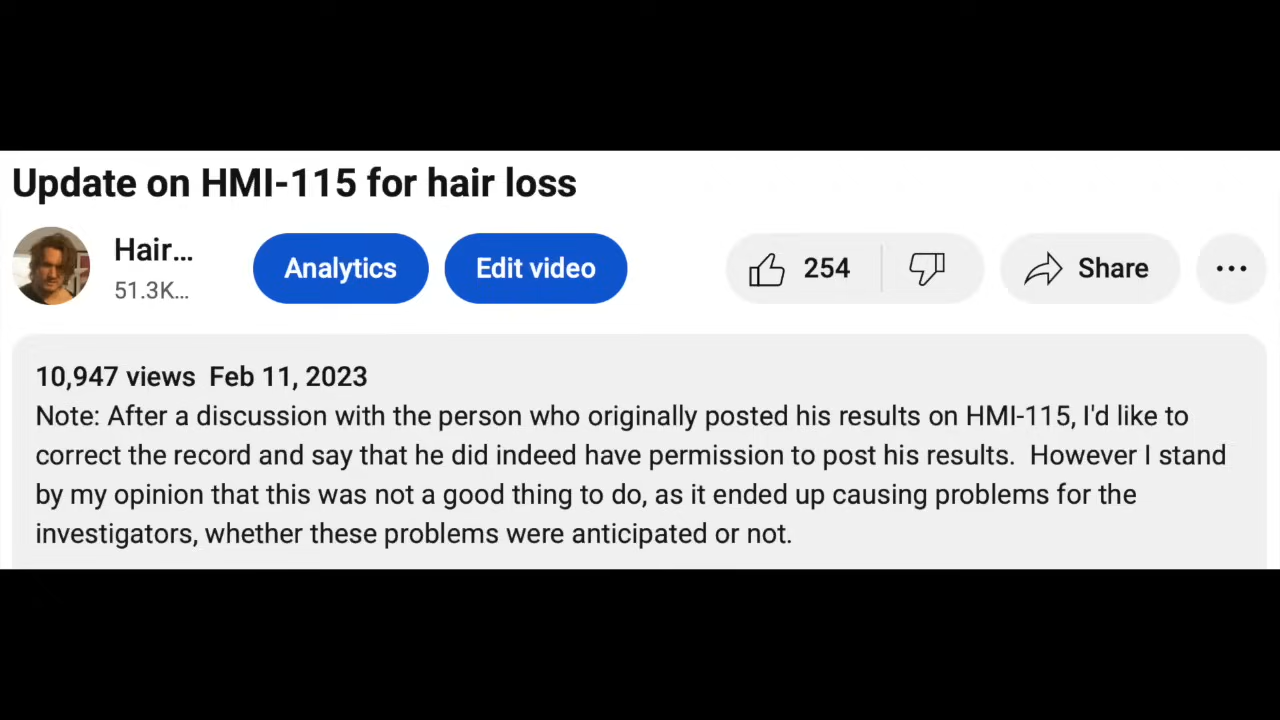 Update on HMI-115 for hair loss
Hair...
51.3K...
Analytics
Edit video
254
Share
10,947 views Feb 11, 2023
Note: After a discussion with the person who originally posted his results on HMI-115, I'd like to
correct the record and say that he did indeed have permission to post his results. However I stand
by my opinion that this was not a good thing to do, as it ended up causing problems for the
investigators, whether these problems were anticipated or not.